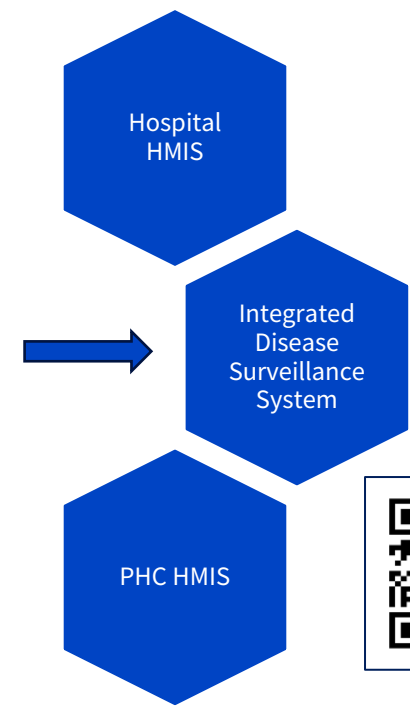 Hospital
HMIS
Integrated
Disease
Surveillance
System
PHC HMIS